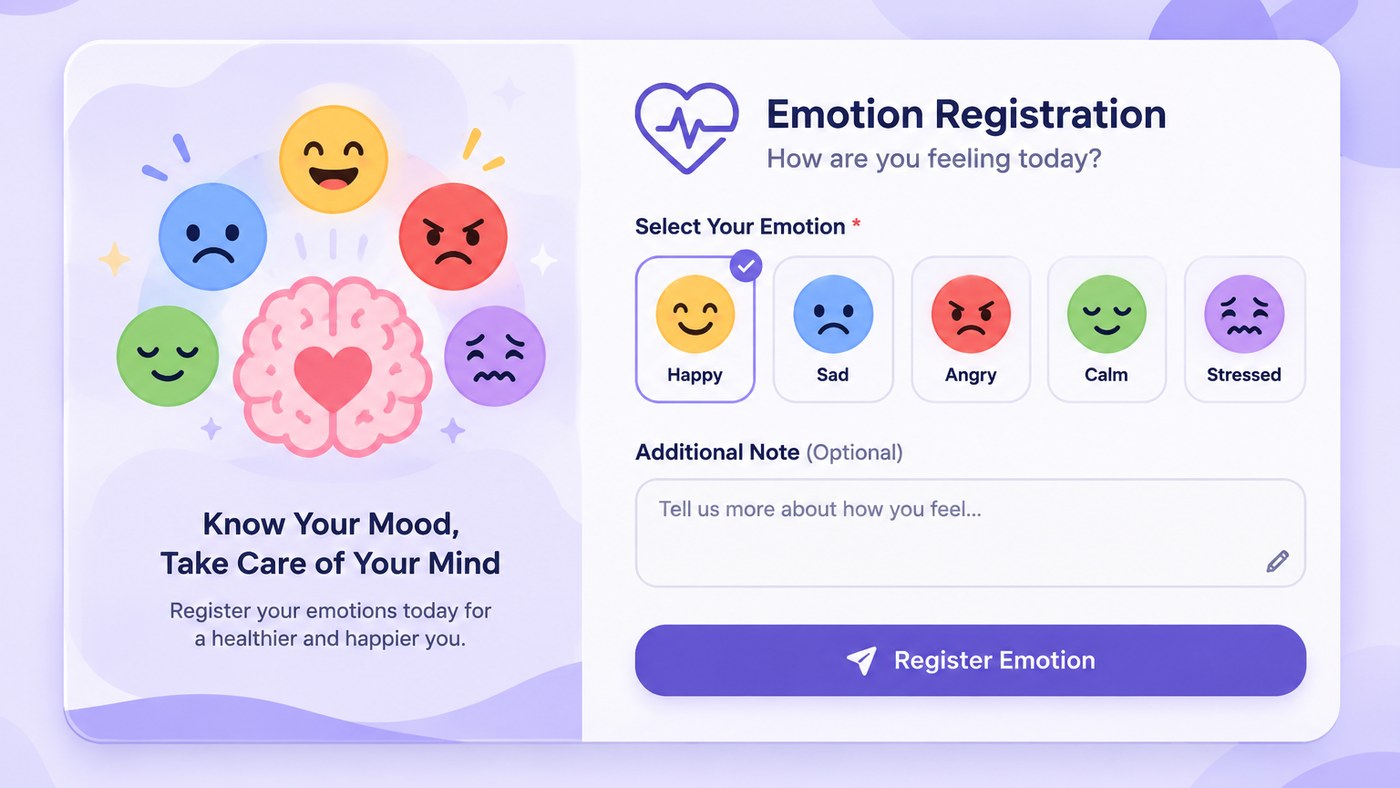 Know Your Mood,
Take Care of Your Mind
Register your emotions today for
a healthier and happier you.
Emotion Registration
How are you feeling today?
Select Your Emotion *
Happy
Sad
Angry
Calm
Stressed
Additional Note (Optional)
Tell us more about how you feel...
Register Emotion